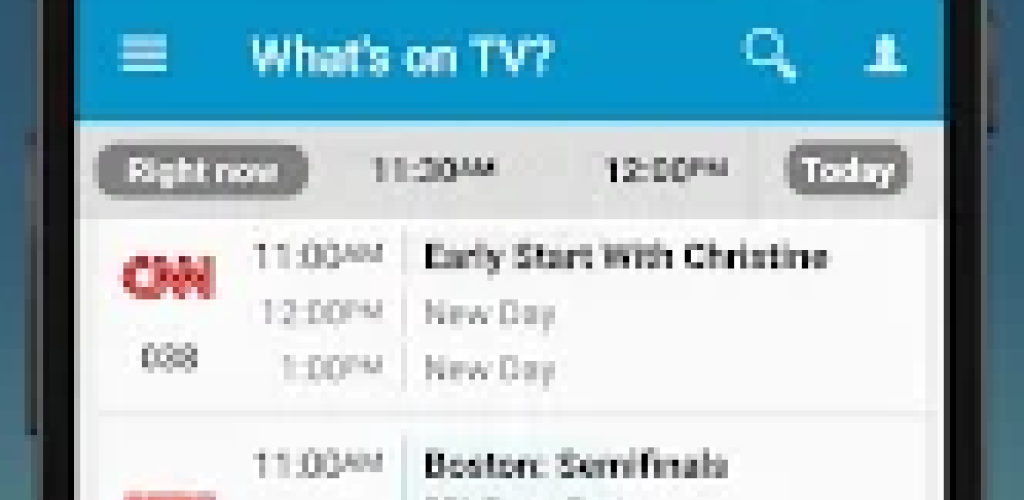 What's on TV?
Right now 11:30AM 12:00PM Today
CNN 11:00AM Early Start With Christine
12:00PM New Day
038
1:00PM New Day
11:00AM Boston: Semifinals